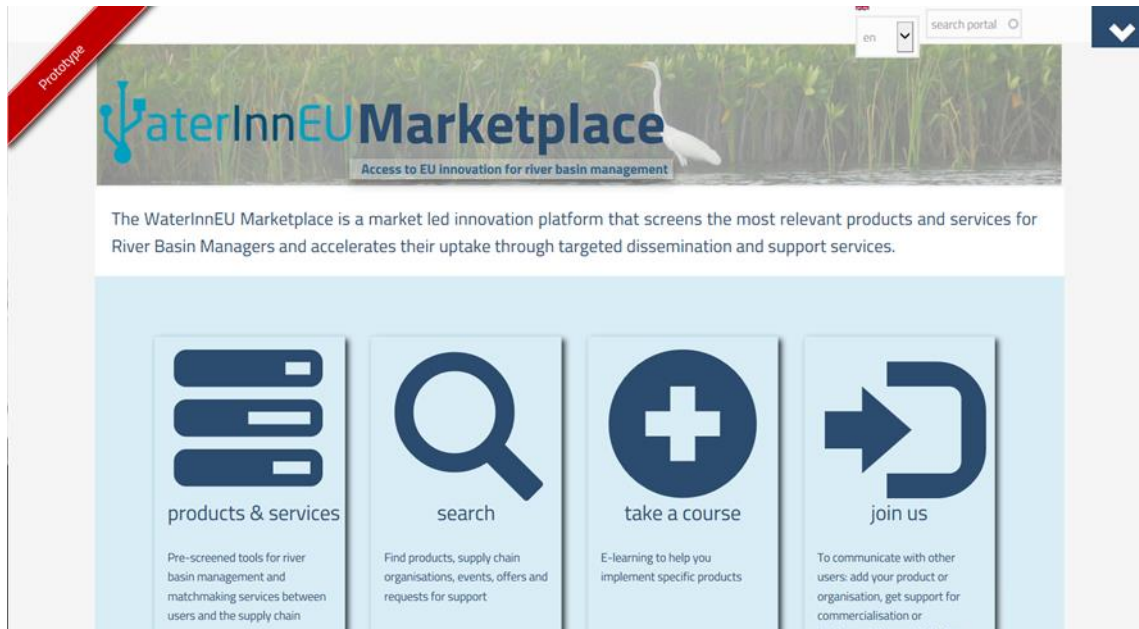 Prototype
en
search portal
WaterInnEU Marketplace
Access to EU innovation for river basin management
The WaterInnEU Marketplace is a market led innovation platform that screens the most relevant products and services for
River Basin Managers and accelerates their uptake through targeted dissemination and support services.
products & services
Pre-screened tools for river
basin management and
matchmaking services between
users and the supply chain
search
Find products, supply chain
organisations, events, offers and
requests for support
take a course
E-learning to help you
implement specific products
join us
To communicate with other
users: add your product or
organisation, get support for
commercialisation or